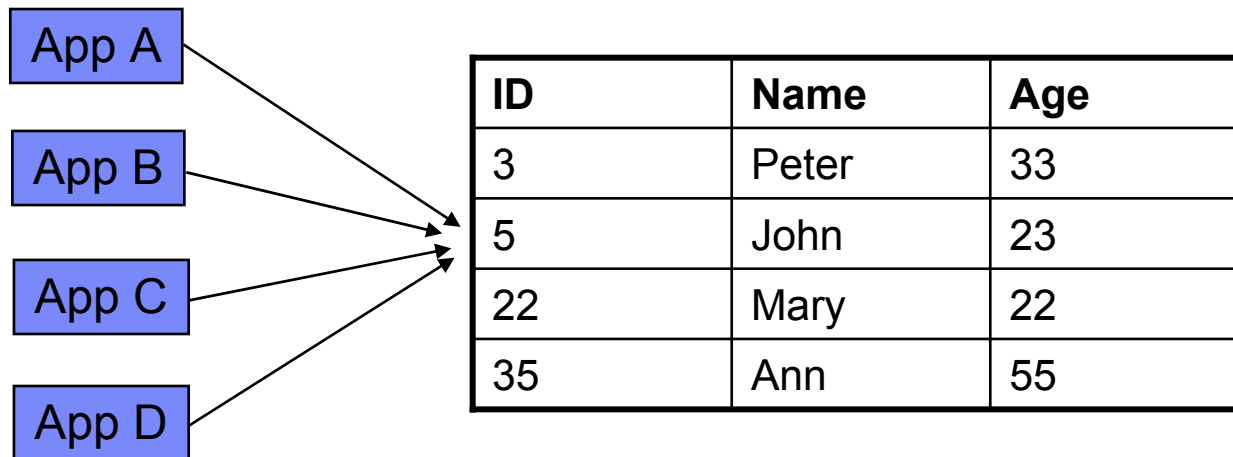 App A
App B
App C
App D
ID Name Age
3 Peter 33
5 John 23
22 Mary 22
35 Ann 55